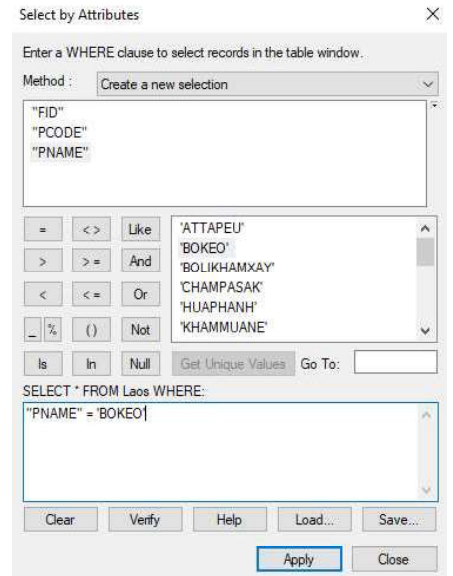 Select by Attributes
Enter a WHERE clause to select records in the table window.
Method : Create a new selection
"FID"
"PCODE"
"PNAME"
= <> Like
> > = And
< < = Or
_ % () Not
Is In Null
'ATTAPEU'
'BOKEO'
'BOLIKHAMXAY'
'CHAMPASAK'
'HUAPHANH'
'KHAMMUANE'
Get Unique Values Go To:
SELECT * FROM Laos WHERE:
"PNAME" = 'BOKEO'
Clear Verify Help Load... Save...
Apply Close